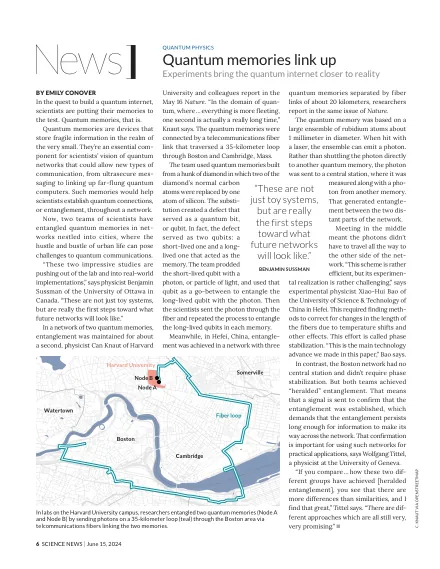 News
QUANTUM PHYSICS
Quantum memories link up
Experiments bring the quantum internet closer to reality
BY EMILY CONOVER
In the quest to build a quantum internet,
scientists are putting their memories to
the test. Quantum memories, that is.
Quantum memories are devices that
store fragile information in the realm of
the very small. They're an essential com-
ponent for scientists' vision of quantum
networks that could allow new types of
communication, from ultrasecure mes-
saging to linking up far-flung quantum
computers. Such memories would help
scientists establish quantum connections,
or entanglement, throughout a network.
Now, two teams of scientists have
entangled quantum memories in net-
works nestled into cities, where the
hustle and bustle of urban life can pose
challenges to quantum communications.
"These two impressive studies are
pushing out of the lab and into real-world
implementations," says physicist Benjamin
Sussman of the University of Ottawa in
Canada. "These are not just toy systems,
but are really the first steps toward what
future networks will look like."
In a network of two quantum memories,
entanglement was maintained for about
a second, physicist Can Knaut of Harvard
University and colleagues report in the
May 16 Nature. "In the domain of quan-
tum, where … everything is more fleeting,
one second is actually a really long time,"
Knaut says. The quantum memories were
connected by a telecommunications fiber
link that traversed a 35-kilometer loop
through Boston and Cambridge, Mass.
The team used quantum memories built
from a hunk of diamond in which two of the
diamond's normal carbon
atoms were replaced by one
atom of silicon. The substi-
tution created a defect that
served as a quantum bit,
or qubit. In fact, the defect
served as two qubits: a
short-lived one and a long-
lived one that acted as the
memory. The team prodded
the short-lived qubit with a
photon, or particle of light, and used that
qubit as a go-between to entangle the
long-lived qubit with the photon. Then
the scientists sent the photon through the
fiber and repeated the process to entangle
the long-lived qubits in each memory.
Meanwhile, in Hefei, China, entangle-
ment was achieved in a network with three
"These are not
just toy systems,
but are really
the first steps
toward what
future networks
will look like."
BENJAMIN SUSSMAN
quantum memories separated by fiber
links of about 20 kilometers, researchers
report in the same issue of Nature.
The quantum memory was based on a
large ensemble of rubidium atoms about
1 millimeter in diameter. When hit with
a laser, the ensemble can emit a photon.
Rather than shuttling the photon directly
to another quantum memory, the photon
was sent to a central station, where it was
measured along with a pho-
ton from another memory.
That generated entangle-
ment between the two dis-
tant parts of the network.
Meeting in the middle
meant the photons didn't
have to travel all the way to
the other side of the net-
work. "This scheme is rather
efficient, but its experimen-
tal realization is rather challenging," says
experimental physicist Xiao-Hui Bao of
the University of Science & Technology of
China in Hefei. This required finding meth-
ods to correct for changes in the length of
the fibers due to temperature shifts and
other effects. This effort is called phase
stabilization. "This is the main technology
advance we made in this paper," Bao says.
In contrast, the Boston network had no
central station and didn't require phase
stabilization. But both teams achieved
"heralded" entanglement. That means
that a signal is sent to confirm that the
entanglement was established, which
demands that the entanglement persists
long enough for information to make its
way across the network. That confirmation
is important for using such networks for
practical applications, says Wolfgang Tittel,
a physicist at the University of Geneva.
"If you compare … how these two dif-
ferent groups have achieved [heralded
entanglement], you see that there are
more differences than similarities, and I
find that great," Tittel says. "There are dif-
ferent approaches which are all still very,
very promising."
Harvard University
Node B
Node A
Somerville
Watertown
Fiber loop
Boston
Cambridge
In labs on the Harvard University campus, researchers entangled two quantum memories (Node A
and Node B) by sending photons on a 35-kilometer loop (teal) through the Boston area via
telecommunications fibers linking the two memories.
6 SCIENCE NEWS | June 15, 2024